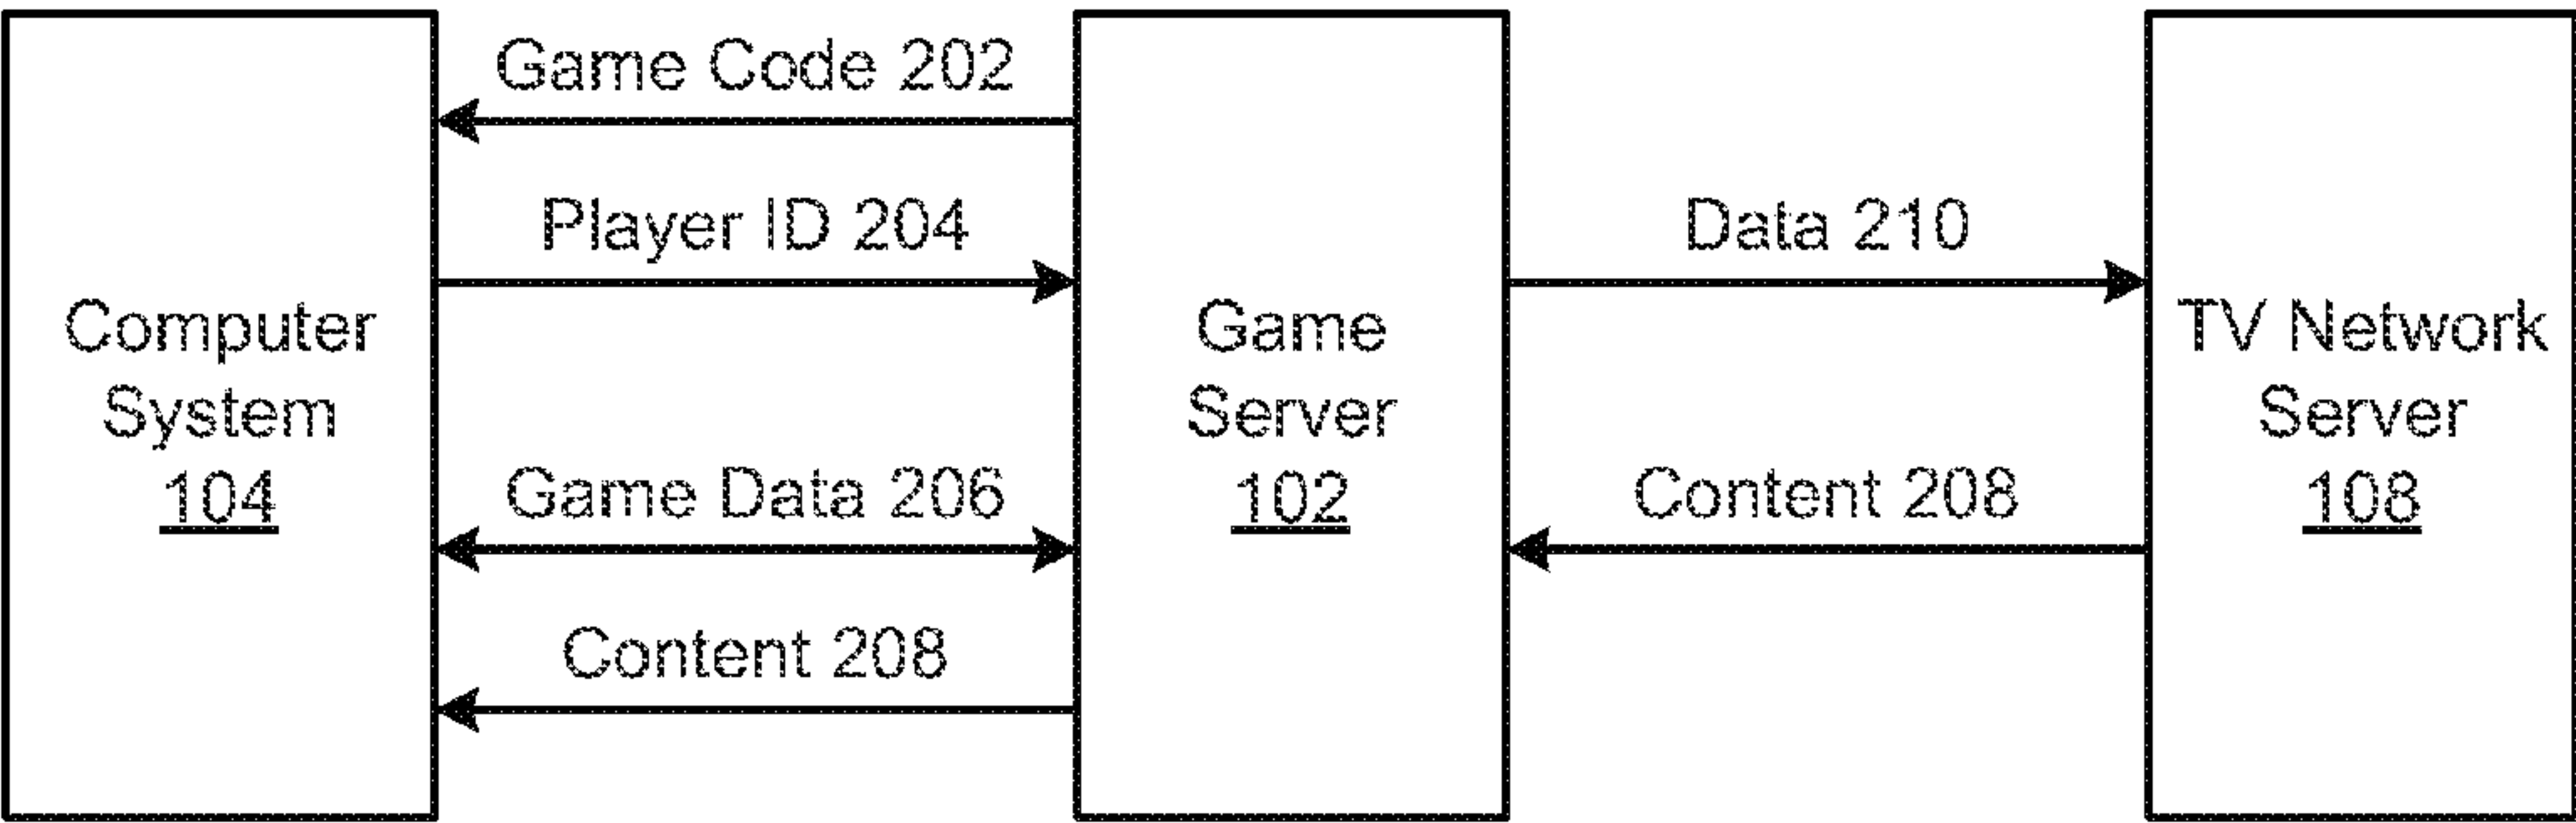 Game Code 202
Player ID 204
Data 210
Computer
System
104
Game
Server
102
TV Network
Server
108
Game Data 206
Content 208
Content 208